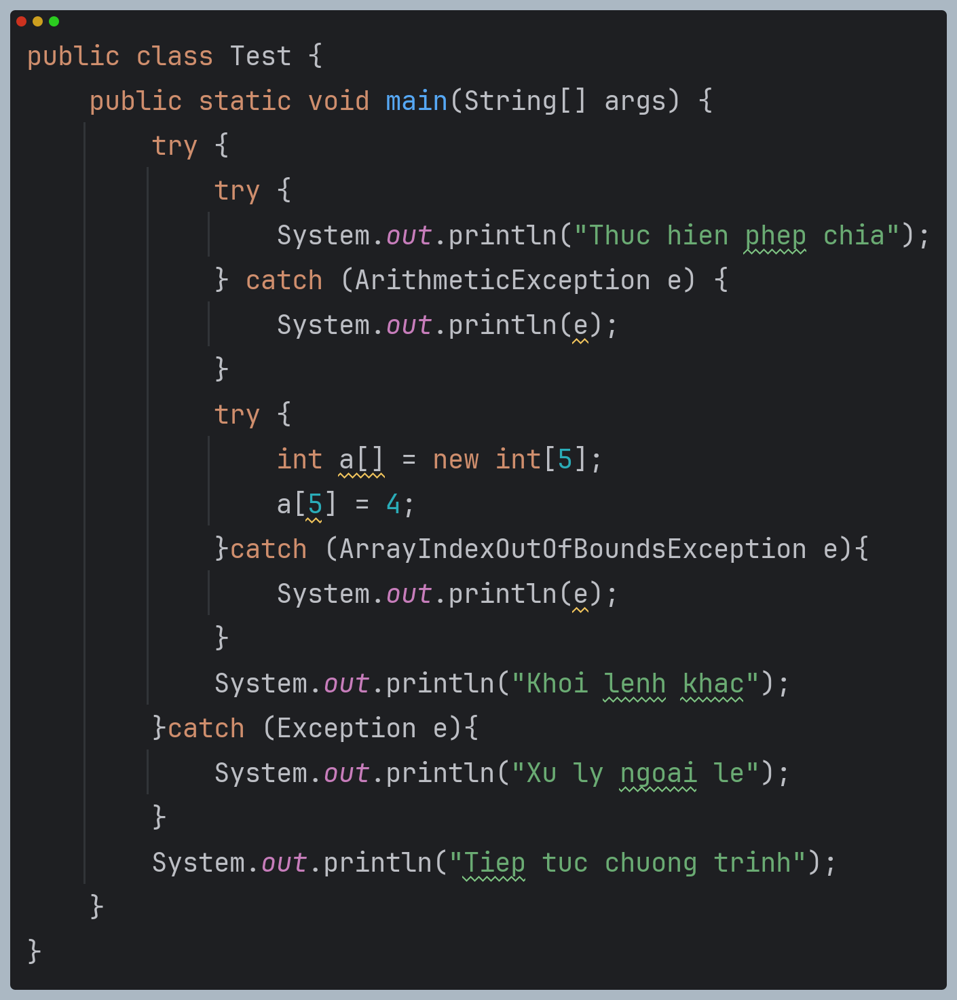 public class Test {
    public static void main(String[] args) {
        try {
            try {
                System.out.println("Thuc hien phep chia");
            } catch (ArithmeticException e) {
                System.out.println(e);
            }
            try {
                int a[] = new int[5];
                a[5] = 4;
            }catch (ArrayIndexOutOfBoundsException e){
                System.out.println(e);
            }
            System.out.println("Khoi lenh khac");
        }catch (Exception e){
            System.out.println("Xu ly ngoai le");
        }
        System.out.println("Tiep tuc chuong trinh");
    }
}